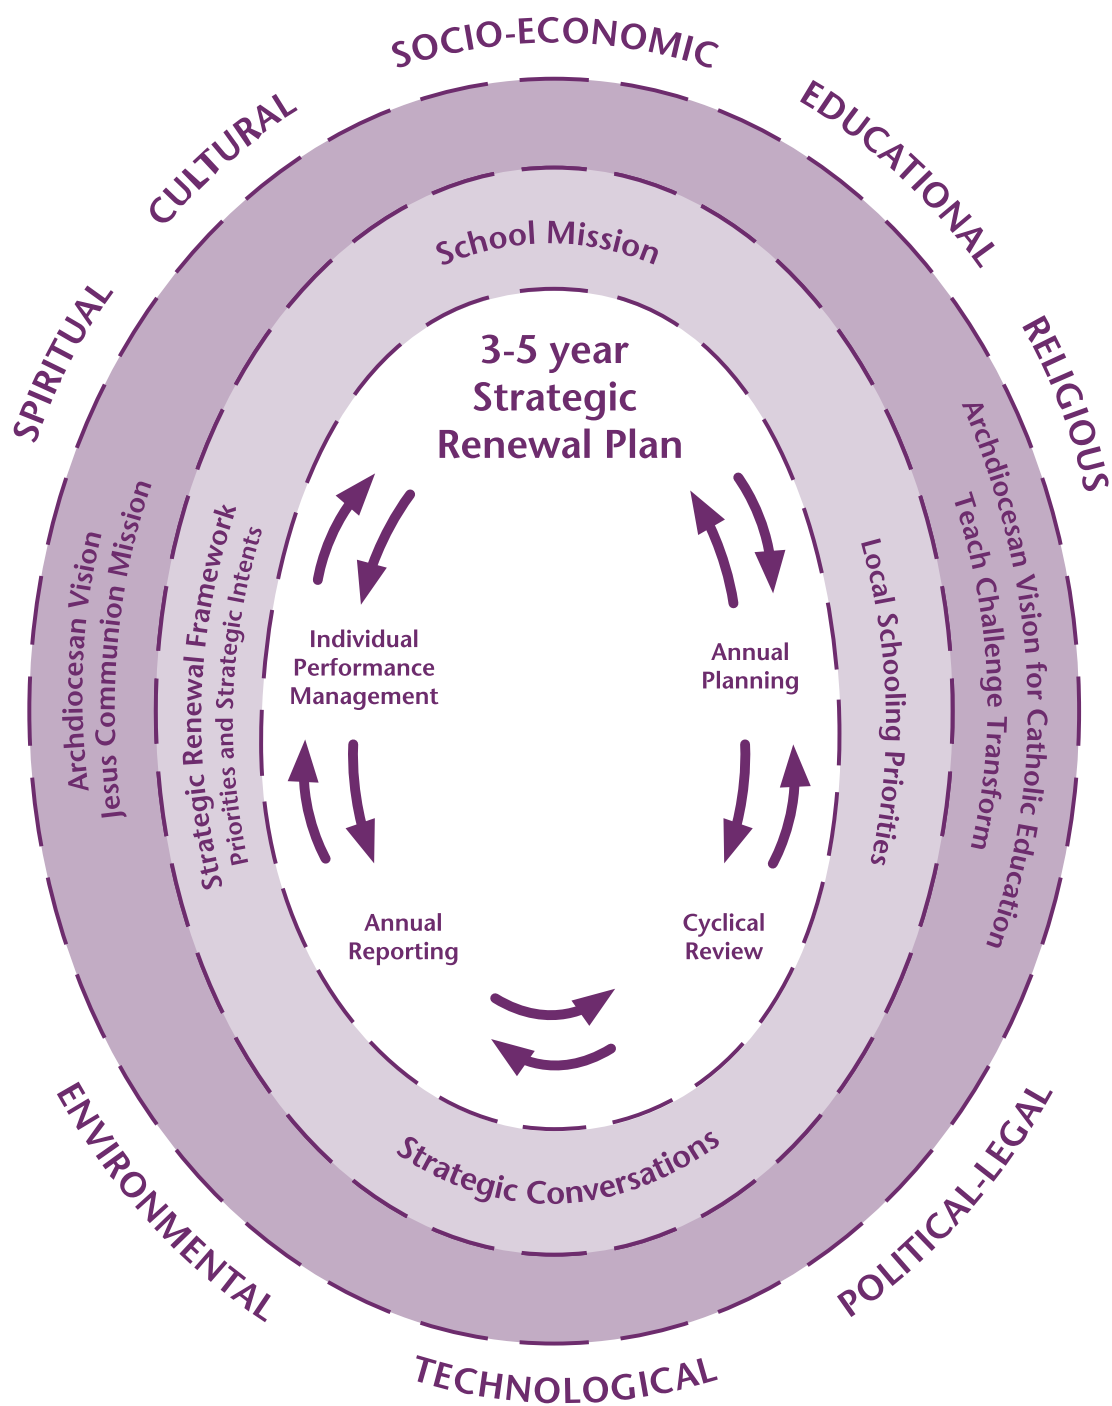 SOCIO-ECONOMIC
CULTURAL
EDUCATIONAL
SPIRITUAL
RELIGIOUS
School Mission
3-5 year
Strategic
Renewal Plan
Archdiocesan Vision
Jesus Communion Mission
Strategic Renewal Framework
Priorities and Strategic Intents
Individual
Performance
Management
Annual
Planning
Local Schooling Priorities
Archdiocesan Vision for Catholic Education
Teach Challenge Transform
Annual
Reporting
Cyclical
Review
Strategic Conversations
ENVIRONMENTAL
POLITICAL-LEGAL
TECHNOLOGICAL